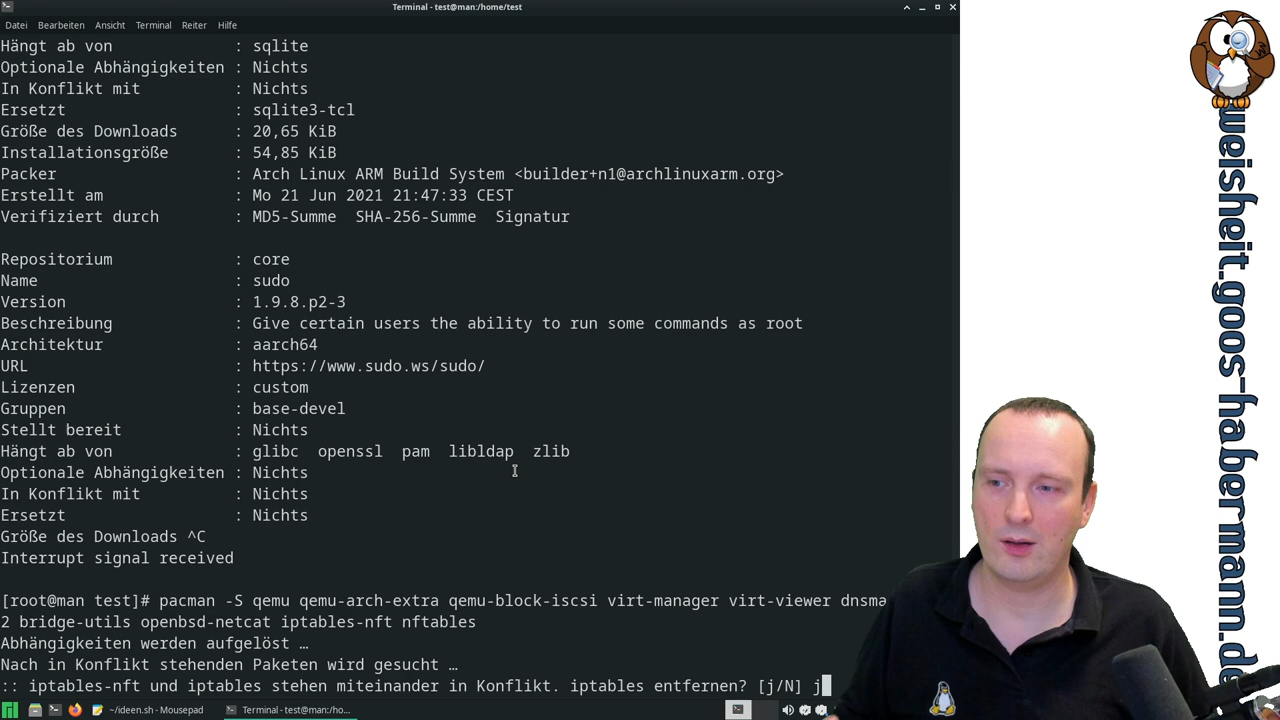 Terminal - test@man:/home/test
Datei Bearbeiten Ansicht Terminal Reiter Hilfe
Hängt ab von : sqlite
Optionale Abhängigkeiten : Nichts
In Konflikt mit : Nichts
Ersetzt : sqlite3-tcl
Größe des Downloads : 20,65 KiB
Installationsgröße : 54,85 KiB
Packer : Arch Linux ARM Build System <builder+n1@archlinuxarm.org>
Erstellt am : Mo 21 Jun 2021 21:47:33 CEST
Verifiziert durch : MD5-Summe SHA-256-Summe Signatur
Repositorium : core
Name : sudo
Version : 1.9.8.p2-3
Beschreibung : Give certain users the ability to run some commands as root
Architektur : aarch64
URL : https://www.sudo.ws/sudo/
Lizenzen : custom
Gruppen : base-devel
Stellt bereit : Nichts
Hängt ab von : glibc openssl pam libldap zlib
Optionale Abhängigkeiten : Nichts
In Konflikt mit : Nichts
Ersetzt : Nichts
Größe des Downloads ^C
Interrupt signal received
[root@man test]# pacman -S qemu qemu-arch-extra qemu-block-iscsi virt-manager virt-viewer dnsma
2 bridge-utils openbsd-netcat iptables-nft nftables
Abhängigkeiten werden aufgelöst …
Nach in Konflikt stehenden Paketen wird gesucht …
:: iptables-nft und iptables stehen miteinander in Konflikt. iptables entfernen? [j/N] j
~/ideen.sh - Mousepad
Terminal - test@man:/ho...
weisheit.goos-habermann.de